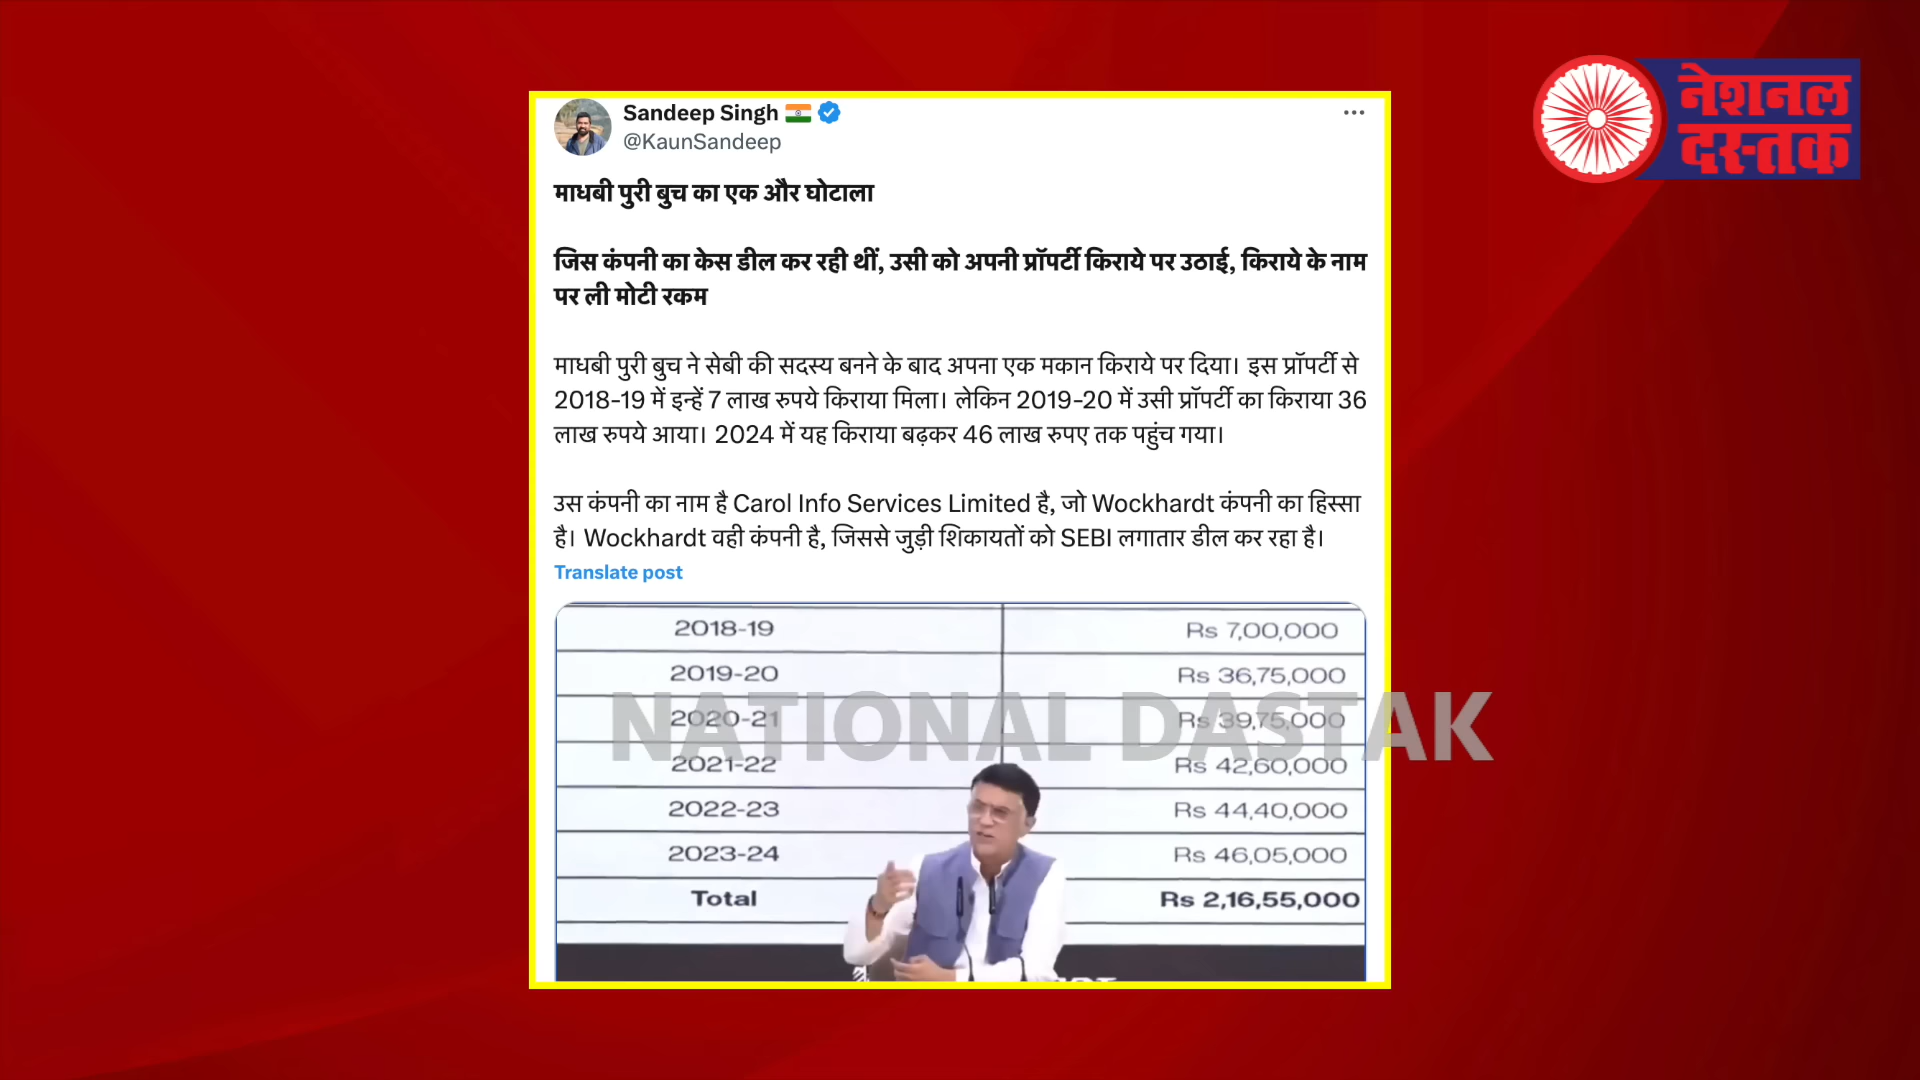 नेशनल
दस्तक
Sandeep Singh
@KaunSandeep
माधबी पुरी बुच का एक और घोटाला
जिस कंपनी का केस डील कर रही थीं, उसी को अपनी प्रॉपर्टी किराये पर उठाई, किराये के नाम
पर ली मोटी रकम
माधबी पुरी बुच ने सेबी की सदस्य बनने के बाद अपना एक मकान किराये पर दिया। इस प्रॉपर्टी से
2018-19 में इन्हें 7 लाख रुपये किराया मिला। लेकिन 2019-20 में उसी प्रॉपर्टी का किराया 36
लाख रुपये आया। 2024 में यह किराया बढ़कर 46 लाख रुपए तक पहुंच गया।
उस कंपनी का नाम है Carol Info Services Limited है, जो Wockhardt कंपनी का हिस्सा
है। Wockhardt वही कंपनी है, जिससे जुड़ी शिकायतों को SEBI लगातार डील कर रहा है।
Translate post
2018-19 Rs 7,00,000
2019-20 Rs 36,75,000
2020-21 Rs 39,75,000
NATIONAL DASTAK
2021-22 Rs 42,60,000
2022-23 Rs 44,40,000
2023-24 Rs 46,05,000
Total Rs 2,16,55,000